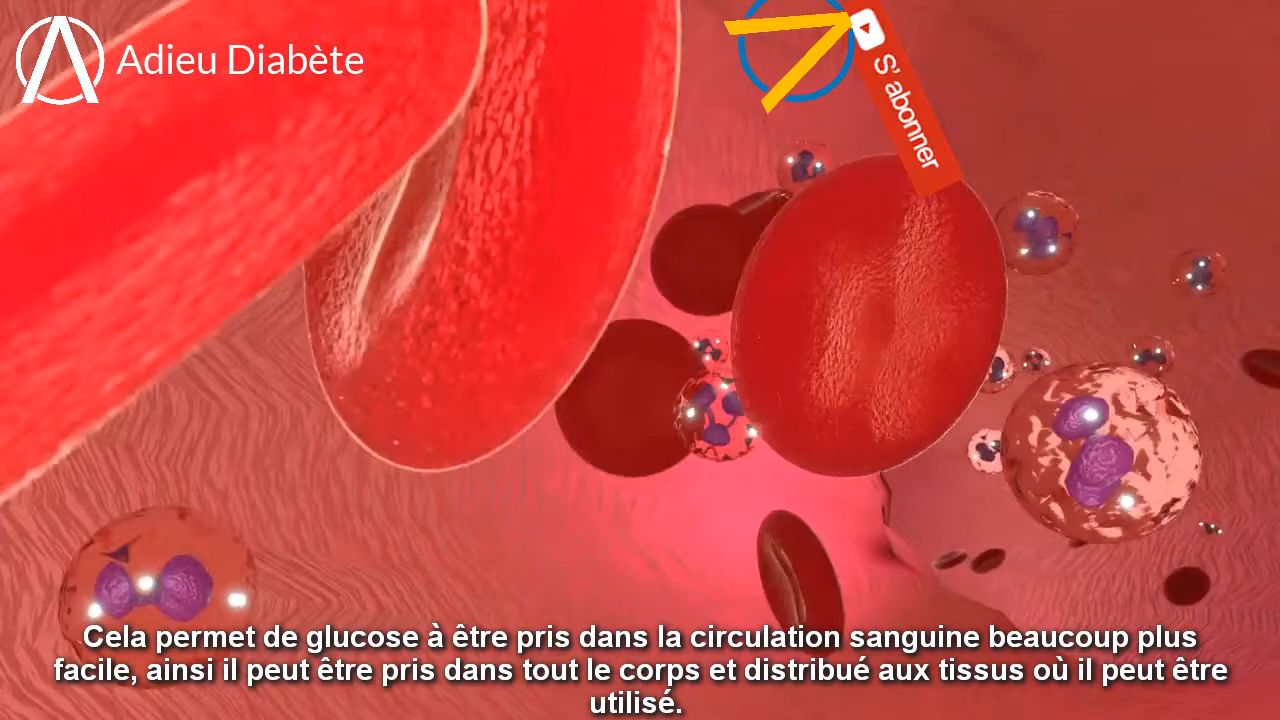 Adieu Diabète
S' abonner
Cela permet de glucose à être pris dans la circulation sanguine beaucoup plus
facile, ainsi il peut être pris dans tout le corps et distribué aux tissus où il peut être
utilisé.